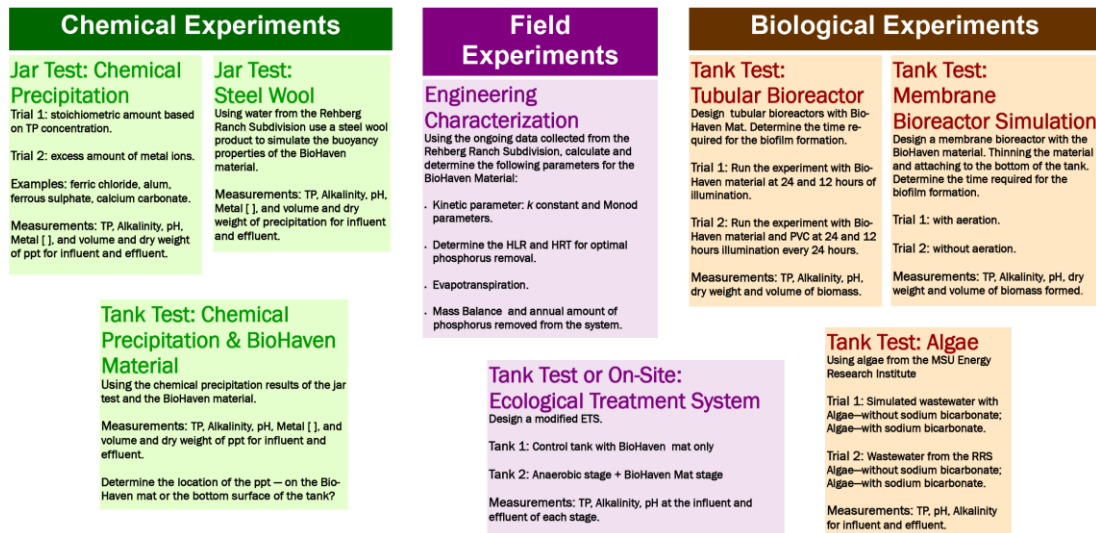 Chemical Experiments
Jar Test: Chemical
Precipitation
Trial 1: stoichiometric amount based
on TP concentration.
Trial 2: excess amount of metal ions.
Examples: ferric chloride, alum,
ferrous sulphate, calcium carbonate.
Measurements: TP, Alkalinity, pH,
Metal [ ], and volume and dry weight
of ppt for influent and effluent.
Jar Test:
Steel Wool
Using water from the Rehberg
Ranch Subdivision use a steel wool
product to simulate the buoyancy
properties of the BioHaven
material.
Measurements: TP, Alkalinity, pH,
Metal [ ], and volume and dry
weight of precipitation for influent
and effluent.
Tank Test: Chemical
Precipitation & BioHaven
Material
Using the chemical precipitation results of the jar
test and the BioHaven material.
Measurements: TP, Alkalinity, pH, Metal [ ], and
volume and dry weight of ppt for influent and
effluent.
Determine the location of the ppt — on the Bio-
Haven mat or the bottom surface of the tank?
Field
Experiments
Engineering
Characterization
Using the ongoing data collected from the
Rehberg Ranch Subdivision, calculate and
determine the following parameters for the
BioHaven Material:
• Kinetic parameter: k constant and Monod
parameters.
• Determine the HLR and HRT for optimal
phosphorus removal.
• Evapotranspiration.
• Mass Balance and annual amount of
phosphorus removed from the system.
Tank Test or On-Site:
Ecological Treatment System
Design a modified ETS.
Tank 1: Control tank with BioHaven mat only
Tank 2: Anaerobic stage + BioHaven Mat stage
Measurements: TP, Alkalinity, pH at the influent and
effluent of each stage.
Biological Experiments
Tank Test:
Tubular Bioreactor
Design tubular bioreactors with Bio-
Haven Mat. Determine the time re-
quired for the biofilm formation.
Trial 1: Run the experiment with Bio-
Haven material at 24 and 12 hours of
illumination.
Trial 2: Run the experiment with Bio-
Haven material and PVC at 24 and 12
hours illumination every 24 hours.
Measurements: TP, Alkalinity, pH,
dry weight and volume of biomass.
Tank Test:
Membrane
Bioreactor Simulation
Design a membrane bioreactor with the
BioHaven material. Thinning the material
and attaching to the bottom of the tank.
Determine the time required for the
biofilm formation.
Trial 1: with aeration.
Trial 2: without aeration.
Measurements: TP, Alkalinity, pH, dry
weight and volume of biomass formed.
Tank Test: Algae
Using algae from the MSU Energy
Research Institute
Trial 1: Simulated wastewater with
Algae—without sodium bicarbonate;
Algae—with sodium bicarbonate.
Trial 2: Wastewater from the RRS
Algae—without sodium bicarbonate;
Algae—with sodium bicarbonate.
Measurements: TP, pH, Alkalinity
for influent and effluent.